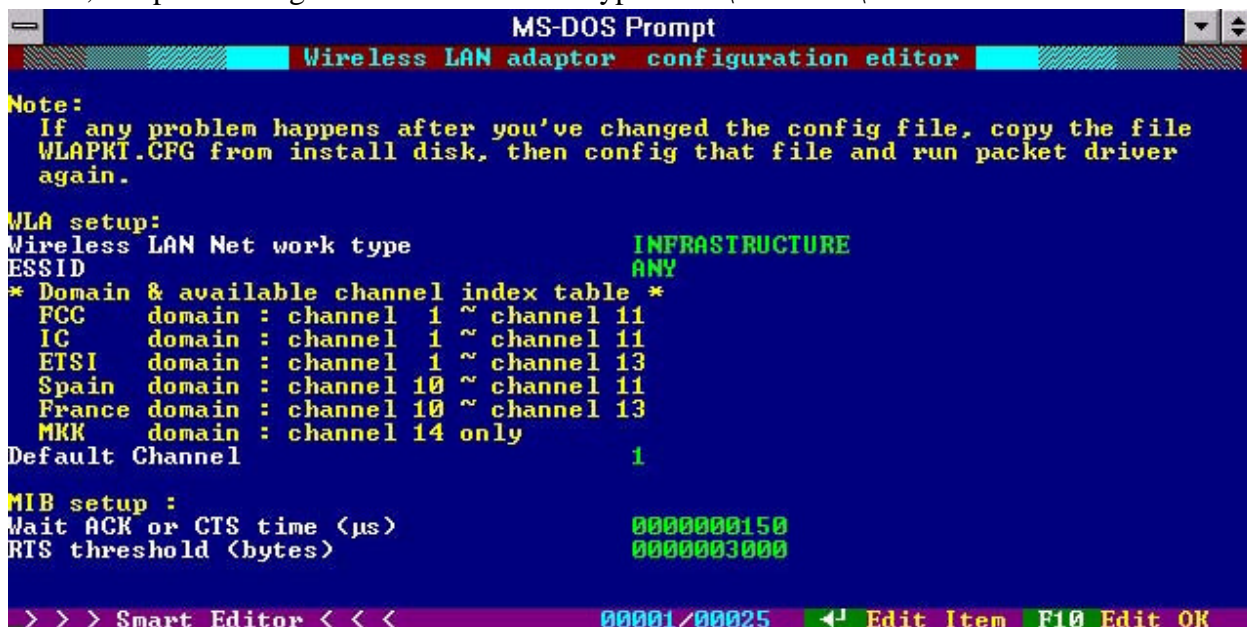 MS-DOS Prompt
Wireless LAN adaptor configuration editor
Note:
If any problem happens after you've changed the config file, copy the file
WLAPKT.CFG from install disk, then config that file and run packet driver
again.
WLA setup:
Wireless LAN Net work type INFRASTRUCTURE
ESSID ANY
* Domain & available channel index table *
FCC domain : channel 1 ~ channel 11
IC domain : channel 1 ~ channel 11
ETSI domain : channel 1 ~ channel 13
Spain domain : channel 10 ~ channel 11
France domain : channel 10 ~ channel 13
MKK domain : channel 14 only
Default Channel 1
MIB setup :
Wait ACK or CTS time (µs) 0000000150
RTS threshold (bytes) 0000003000
> > > Smart Editor < < < 00001/00025 ◄┘ Edit Item F10 Edit OK